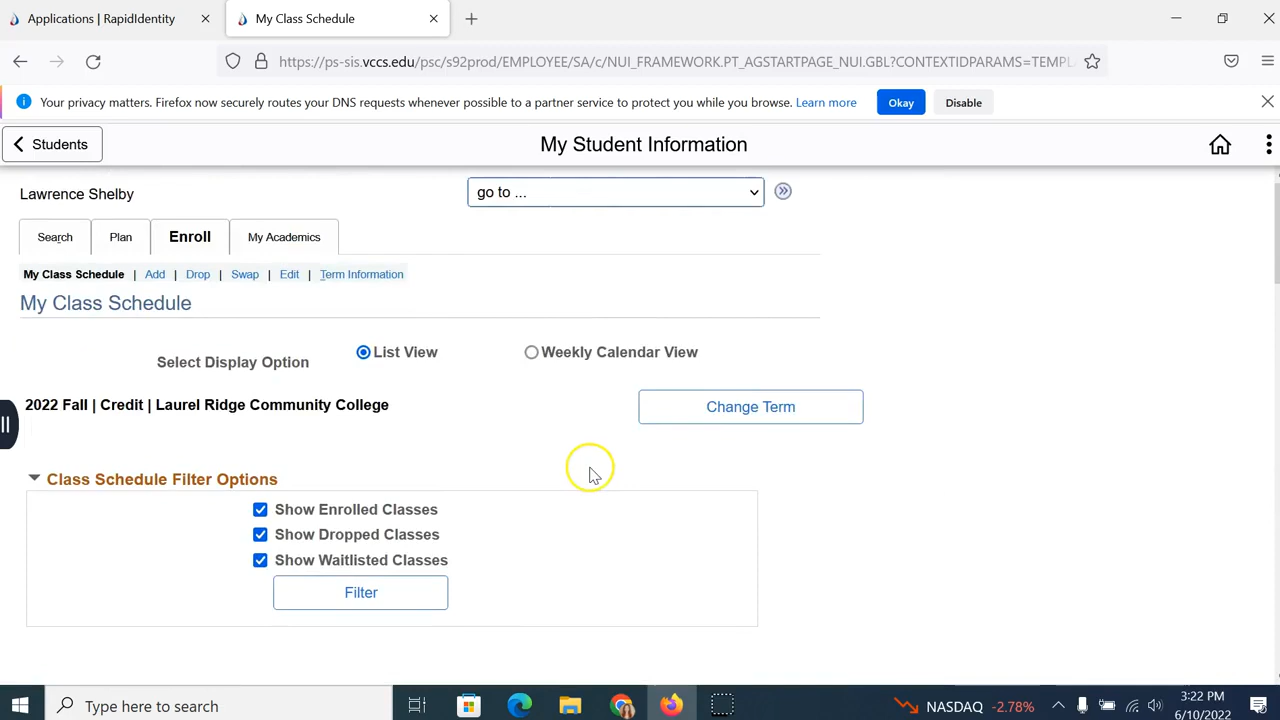 Applications | RapidIdentity
My Class Schedule
https://ps-sis.vccs.edu/psc/s92prod/EMPLOYEE/SA/c/NUI_FRAMEWORK.PT_AGSTARTPAGE_NUI.GBL?CONTEXTIDPARAMS=TEMPL
Your privacy matters. Firefox now securely routes your DNS requests whenever possible to a partner service to protect you while you browse. Learn more
Okay
Disable
Students
My Student Information
Lawrence Shelby
go to ...
Search
Plan
Enroll
My Academics
My Class Schedule | Add | Drop | Swap | Edit | Term Information
My Class Schedule
Select Display Option
List View
Weekly Calendar View
2022 Fall | Credit | Laurel Ridge Community College
Change Term
Class Schedule Filter Options
Show Enrolled Classes
Show Dropped Classes
Show Waitlisted Classes
Filter
Type here to search
NASDAQ -2.78%
3:22 PM
6/10/2022